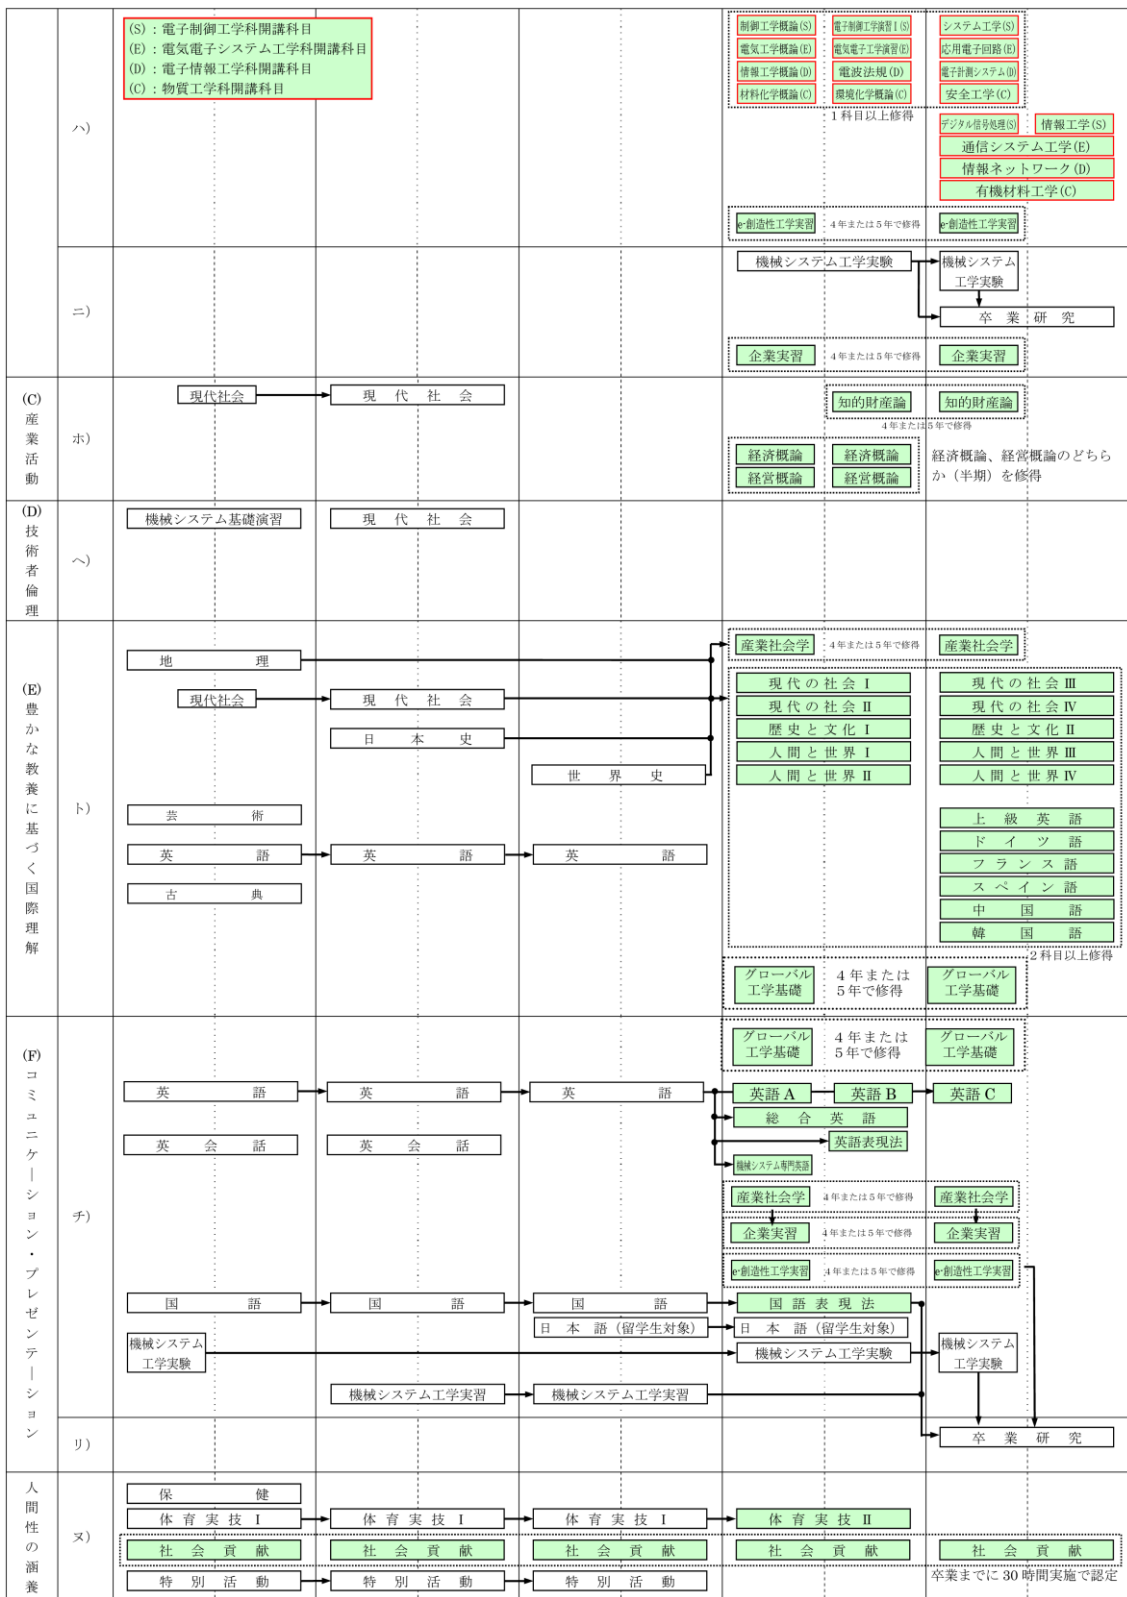 (S)：電子制御工学科開講科目
(E)：電気電子システム工学科開講科目
(D)：電子情報工学科開講科目
(C)：物質工学科開講科目
制御工学概論(S) 電子制御工学演習Ⅰ(S) システム工学(S)
電気工学概論(E) 電気電子工学演習(E) 応用電子回路(E)
情報工学概論(D) 電波法規(D) 電子計測システム(D)
材料化学概論(C) 環境化学概論(C) 安全工学(C)
1科目以上修得
ハ）
デジタル信号処理(S) 情報工学(S)
通信システム工学(E)
情報ネットワーク(D)
有機材料工学(C)
e-創造性工学実習 4年または5年で修得 e-創造性工学実習
ニ）
機械システム工学実験 機械システム
工学実験
卒業研究
企業実習 4年または5年で修得 企業実習
(C)産業活動
ホ）
現代社会 現代社会
知的財産論 知的財産論
4年または5年で修得
経済概論 経済概論
経営概論 経営概論
経済概論、経営概論のどちら
か（半期）を修得
(D)技術者倫理
ヘ）
機械システム基礎演習 現代社会
(E)豊かな教養に基づく国際理解
ト）
産業社会学 4年または5年で修得 産業社会学
地理
現代の社会Ⅰ 現代の社会Ⅲ
現代社会 現代社会
現代の社会Ⅱ 現代の社会Ⅳ
歴史と文化Ⅰ 歴史と文化Ⅱ
日本史
人間と世界Ⅰ 人間と世界Ⅲ
世界史
人間と世界Ⅱ 人間と世界Ⅳ
芸術
上級英語
ドイツ語
英語 英語 英語
フランス語
スペイン語
古典
中国語
韓国語
2科目以上修得
グローバル
工学基礎
4年または
5年で修得
グローバル
工学基礎
(F)コミュニケーション・プレゼンテーション
チ）
グローバル
工学基礎
4年または
5年で修得
グローバル
工学基礎
英語 英語 英語 英語A 英語B 英語C
総合英語
英会話 英会話 英語表現法
機械システム専門英語
産業社会学 4年または5年で修得 産業社会学
企業実習 4年または5年で修得 企業実習
e-創造性工学実習 4年または5年で修得 e-創造性工学実習
国語 国語 国語 国語表現法
日本語（留学生対象） 日本語（留学生対象）
機械システム
工学実験
機械システム工学実験
機械システム
工学実験
機械システム工学実習 機械システム工学実習
リ）
卒業研究
人間性の涵養
ヌ）
保健
体育実技Ⅰ 体育実技Ⅰ 体育実技Ⅰ 体育実技Ⅱ
社会貢献 社会貢献 社会貢献 社会貢献 社会貢献
特別活動 特別活動 特別活動
卒業までに30時間実施で認定